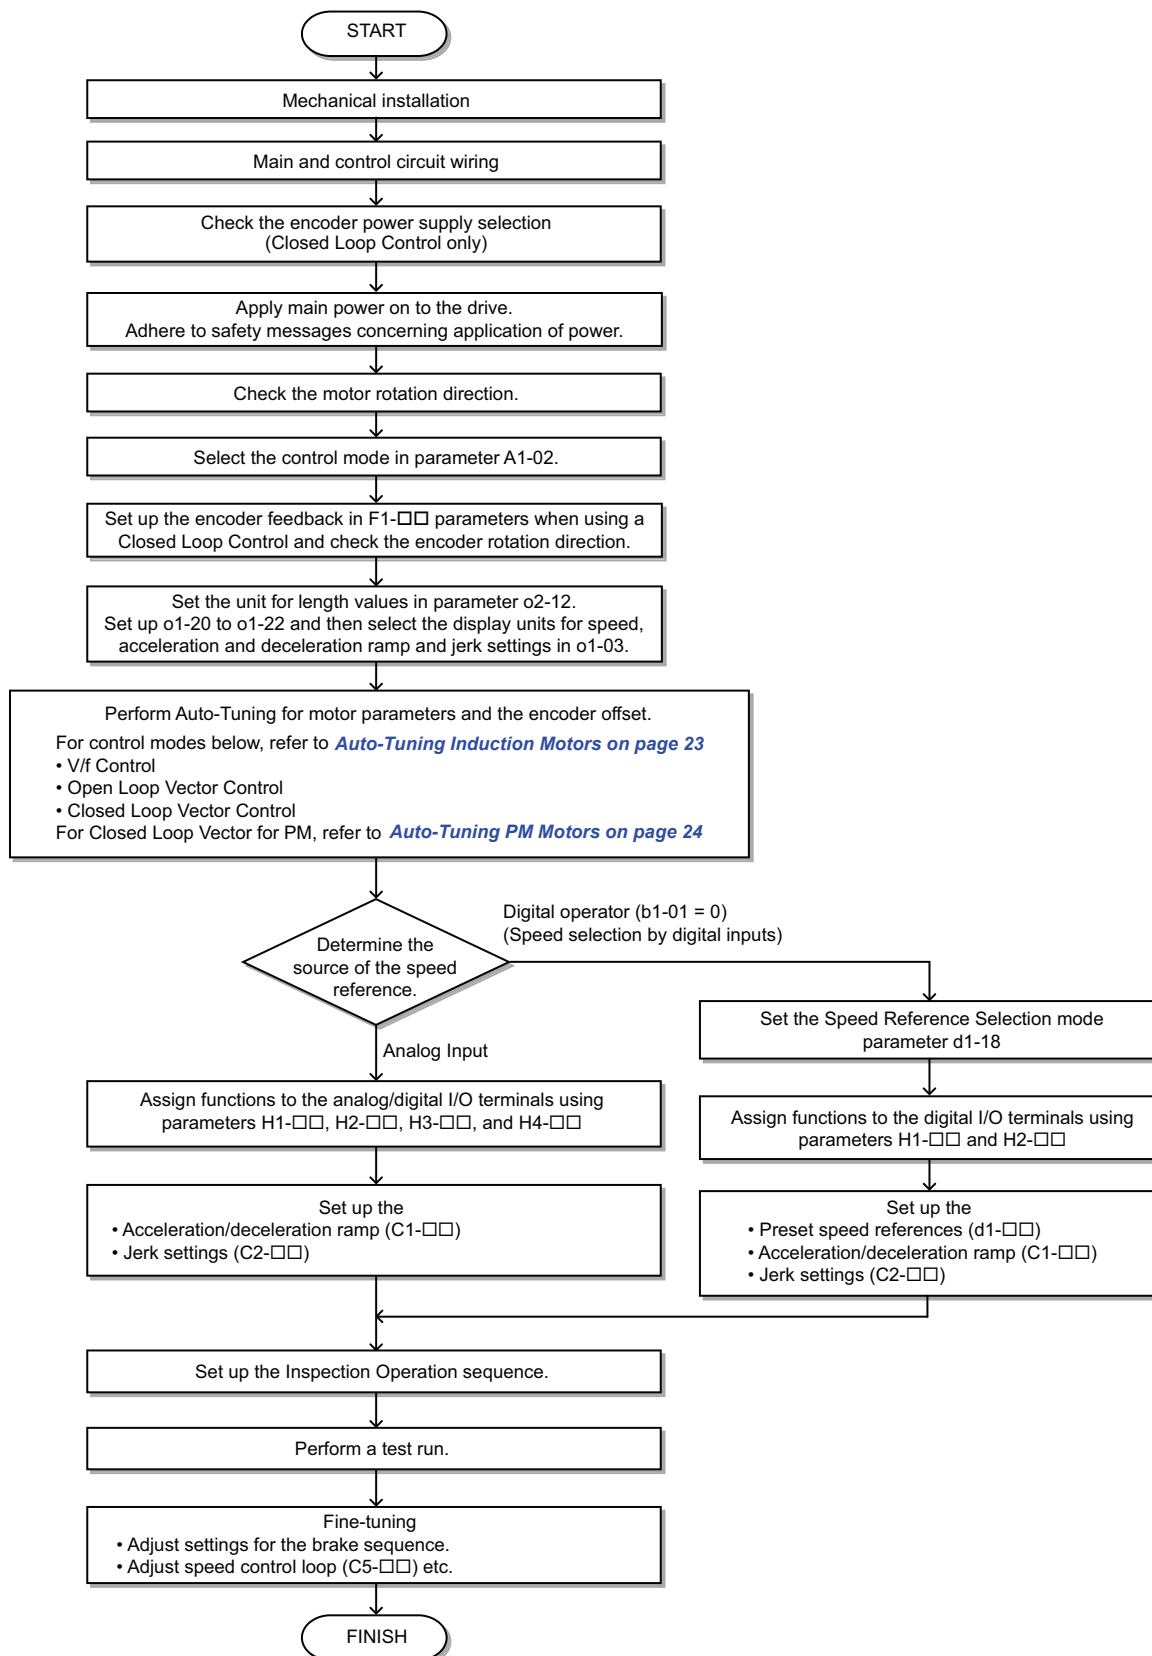 START
Mechanical installation
Main and control circuit wiring
Check the encoder power supply selection
(Closed Loop Control only)
Apply main power on to the drive.
Adhere to safety messages concerning application of power.
Check the motor rotation direction.
Select the control mode in parameter A1-02.
Set up the encoder feedback in F1-□□ parameters when using a
Closed Loop Control and check the encoder rotation direction.
Set the unit for length values in parameter o2-12.
Set up o1-20 to o1-22 and then select the display units for speed,
acceleration and deceleration ramp and jerk settings in o1-03.
Perform Auto-Tuning for motor parameters and the encoder offset.
For control modes below, refer to Auto-Tuning Induction Motors on page 23
• V/f Control
• Open Loop Vector Control
• Closed Loop Vector Control
For Closed Loop Vector for PM, refer to Auto-Tuning PM Motors on page 24
Determine the
source of the speed
reference.
Digital operator (b1-01 = 0)
(Speed selection by digital inputs)
Analog Input
Assign functions to the analog/digital I/O terminals using
parameters H1-□□, H2-□□, H3-□□, and H4-□□
Set up the
• Acceleration/deceleration ramp (C1-□□)
• Jerk settings (C2-□□)
Set the Speed Reference Selection mode
parameter d1-18
Assign functions to the digital I/O terminals using
parameters H1-□□ and H2-□□
Set up the
• Preset speed references (d1-□□)
• Acceleration/deceleration ramp (C1-□□)
• Jerk settings (C2-□□)
Set up the Inspection Operation sequence.
Perform a test run.
Fine-tuning
• Adjust settings for the brake sequence.
• Adjust speed control loop (C5-□□) etc.
FINISH